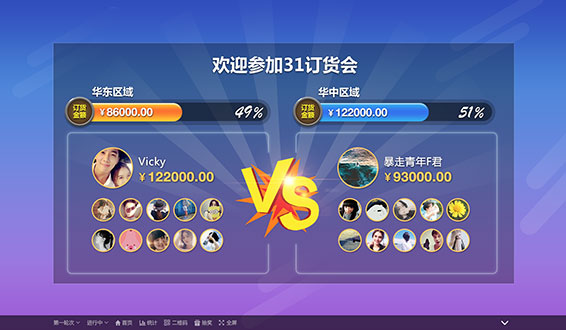 欢迎参加31订货会
华东区域
华中区域
订货金额
¥86000.00
49%
订货金额
¥122000.00
51%
Vicky
¥122000.00
VS
暴走青年F君
¥93000.00
第一轮次 进行中 首页 统计 二维码 抽奖 全屏